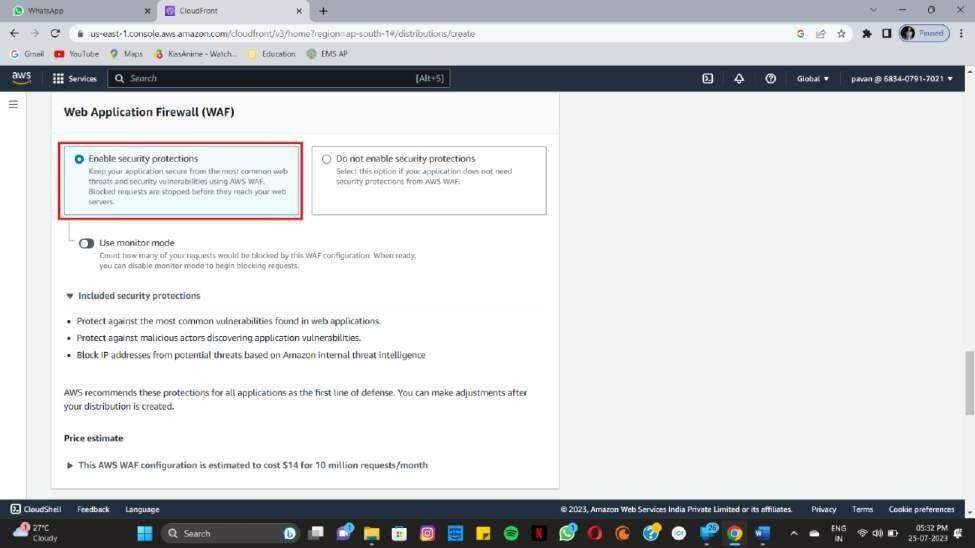 WhatsApp
CloudFront
us-east-1.console.aws.amazon.com/cloudfront/v3/home?region=ap-south-1#/distributions/create
Paused
Gmail
YouTube
Maps
KissAnime - Watch...
Education
EMS AP
aws
Services
Search
[Alt+S]
Global
pavan @ 6834-0791-7021
Web Application Firewall (WAF)
Enable security protections
Keep your application secure from the most common web
threats and security vulnerabilities using AWS WAF.
Blocked requests are stopped before they reach your web
servers.
Do not enable security protections
Select this option if your application does not need
security protections from AWS WAF.
Use monitor mode
Count how many of your requests would be blocked by this WAF configuration. When ready,
you can disable monitor mode to begin blocking requests.
Included security protections
• Protect against the most common vulnerabilities found in web applications.
• Protect against malicious actors discovering application vulnerabilities.
• Block IP addresses from potential threats based on Amazon internal threat intelligence
AWS recommends these protections for all applications as the first line of defense. You can make adjustments after
your distribution is created.
Price estimate
This AWS WAF configuration is estimated to cost $14 for 10 million requests/month
CloudShell
Feedback
Language
© 2023, Amazon Web Services India Private Limited or its affiliates.
Privacy
Terms
Cookie preferences
27°C
Cloudy
Search
ENG
IN
05:32 PM
25-07-2023